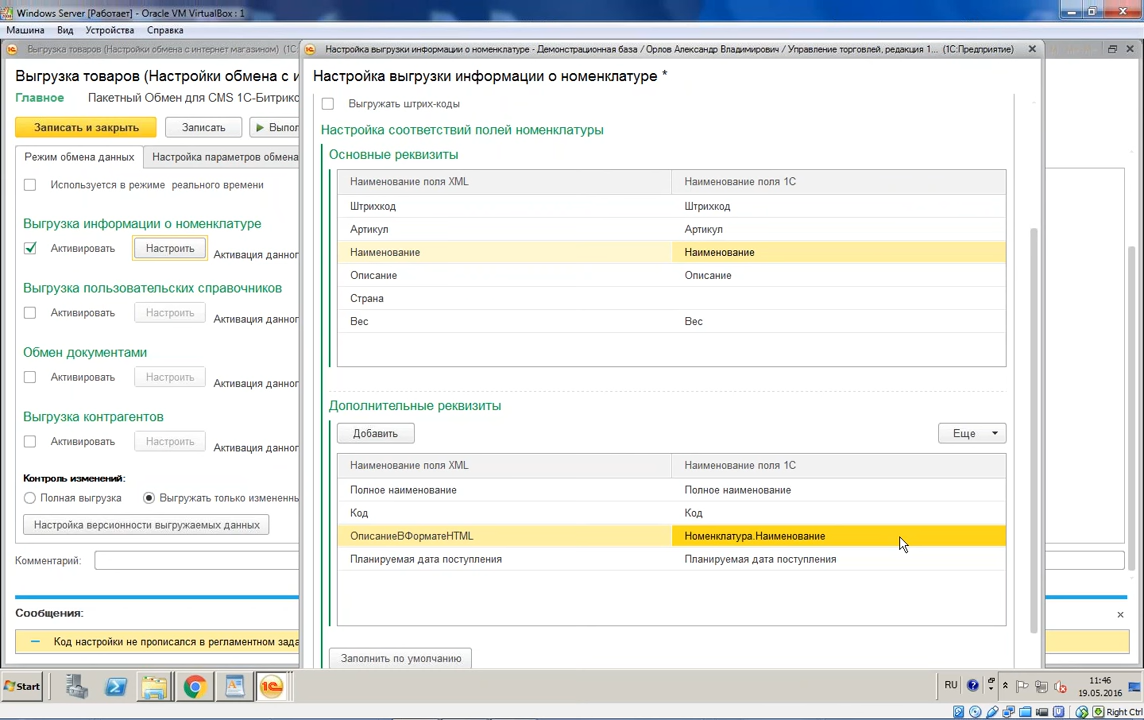 Windows Server [Работает] - Oracle VM VirtualBox : 1
Машина Вид Устройства Справка
Выгрузка товаров (Настройки обмена с интернет магазином) (1С
Настройка выгрузки информации о номенклатуре - Демонстрационная база / Орлов Александр Владимирович / Управление торговлей, редакция 1... (1С:Предприятие)
Выгрузка товаров (Настройки обмена с и
Главное Пакетный Обмен для CMS 1С-Битрикс
Записать и закрыть Записать Выпол
Режим обмена данных Настройка параметров обмена
Используется в режиме реального времени
Выгрузка информации о номенклатуре
Активировать Настроить Активация данног
Выгрузка пользовательских справочников
Активировать Настроить Активация данног
Обмен документами
Активировать Настроить Активация данног
Выгрузка контрагентов
Активировать Настроить Активация данног
Контроль изменений:
Полная выгрузка Выгружать только измененнь
Настройка версионности выгружаемых данных
Комментарий:
Сообщения:
Код настройки не прописался в регламентном зада
Настройка выгрузки информации о номенклатуре *
Выгружать штрих-коды
Настройка соответствий полей номенклатуры
Основные реквизиты
Наименование поля XML Наименование поля 1С
Штрихкод Штрихкод
Артикул Артикул
Наименование Наименование
Описание Описание
Страна
Вес Вес
Дополнительные реквизиты
Добавить Еще
Наименование поля XML Наименование поля 1С
Полное наименование Полное наименование
Код Код
ОписаниеВФорматеHTML Номенклатура.Наименование
Планируемая дата поступления Планируемая дата поступления
Заполнить по умолчанию
Start RU 11:46
19.05.2016
Right Ctrl